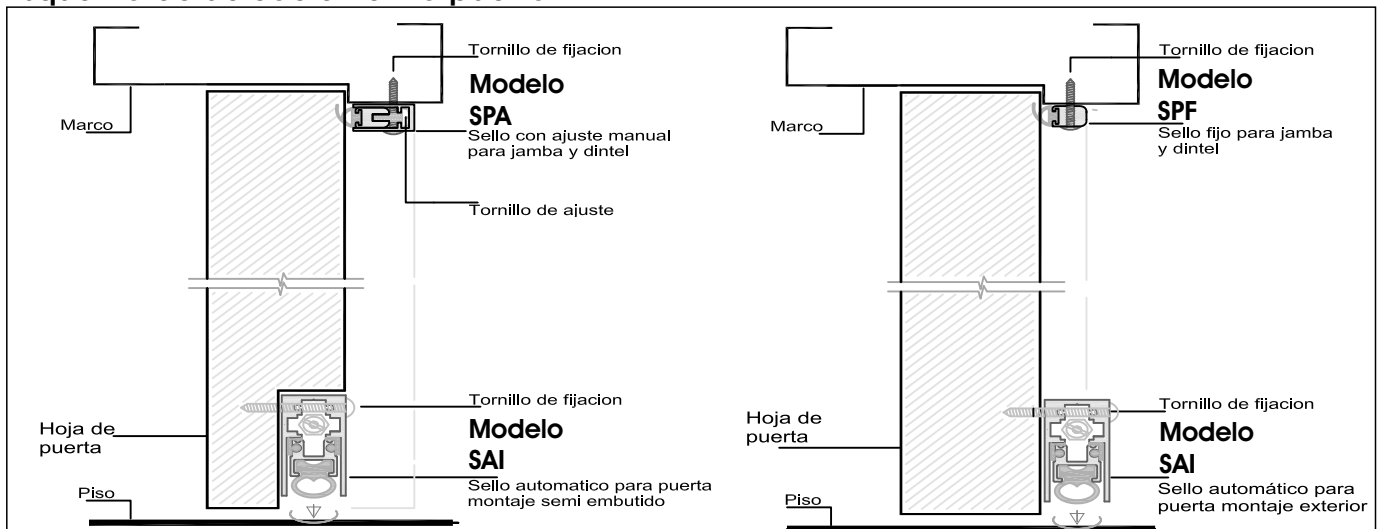 Tornillo de fijacion
Modelo
SPA
Sello con ajuste manual
para jamba y dintel
Marco
Tornillo de ajuste
Tornillo de fijacion
Modelo
SAI
Sello automatico para puerta
montaje semi embutido
Hoja de
puerta
Piso
Tornillo de fijacion
Modelo
SPF
Sello fijo para jamba
y dintel
Marco
Tornillo de fijacion
Modelo
SAI
Sello automático para
puerta montaje exterior
Hoja de
puerta
Piso